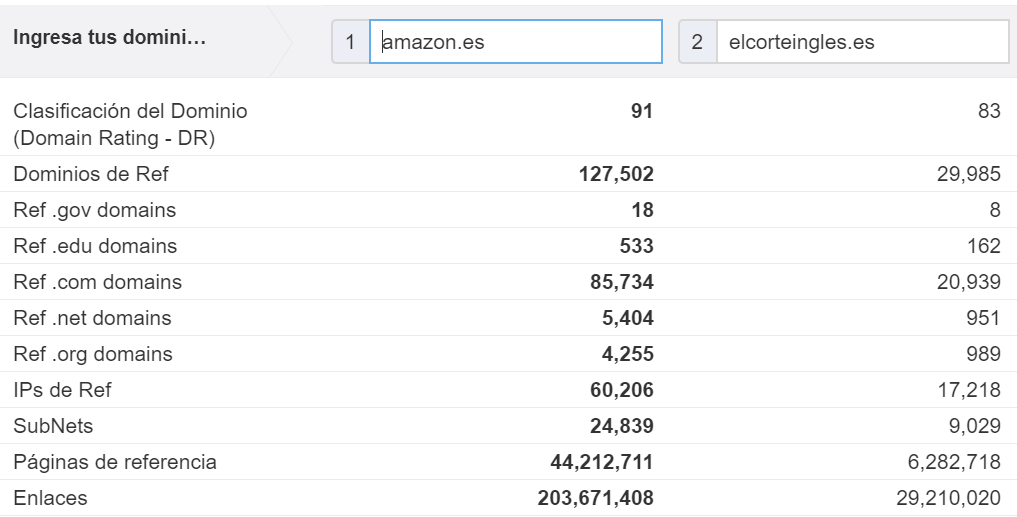 Ingresa tus domini… 1 amazon.es 2 elcorteingles.es
Clasificación del Dominio
(Domain Rating - DR) 91 83
Dominios de Ref 127,502 29,985
Ref .gov domains 18 8
Ref .edu domains 533 162
Ref .com domains 85,734 20,939
Ref .net domains 5,404 951
Ref .org domains 4,255 989
IPs de Ref 60,206 17,218
SubNets 24,839 9,029
Páginas de referencia 44,212,711 6,282,718
Enlaces 203,671,408 29,210,020